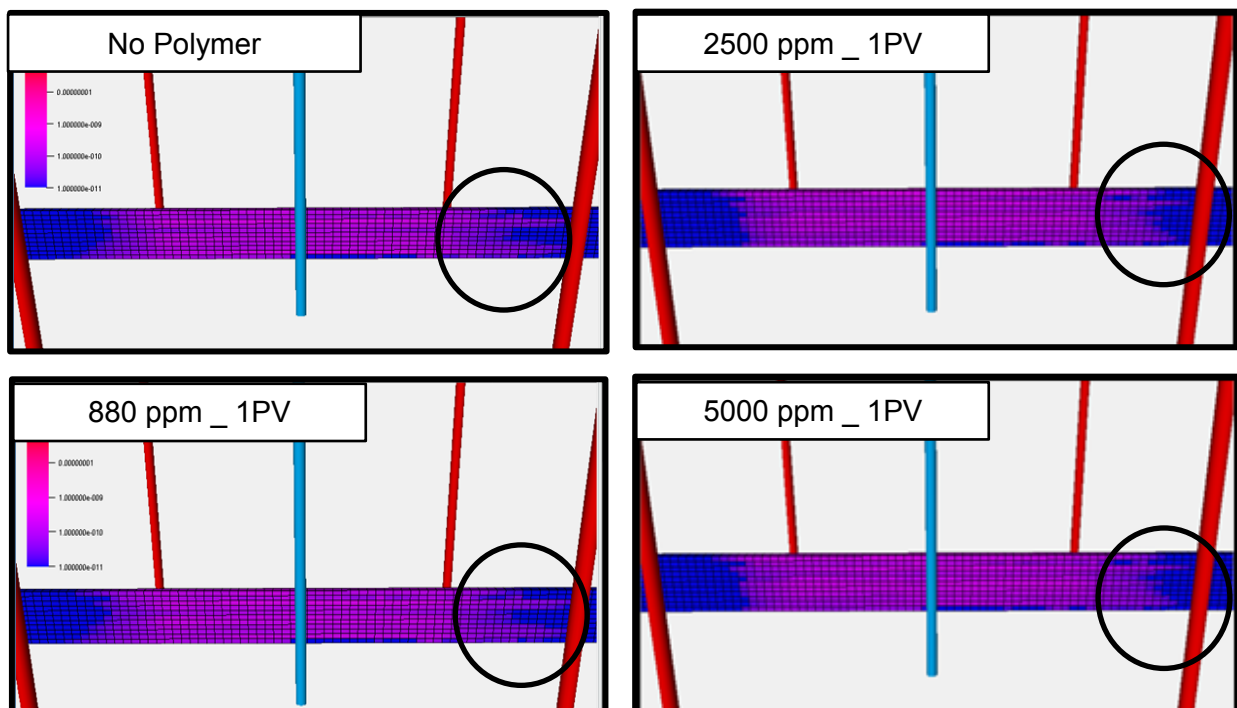 No Polymer
0.00000001
1.000000e-009
1.000000e-010
1.000000e-011
2500 ppm _ 1PV
880 ppm _ 1PV
0.00000001
1.000000e-009
1.000000e-010
1.000000e-011
5000 ppm _ 1PV